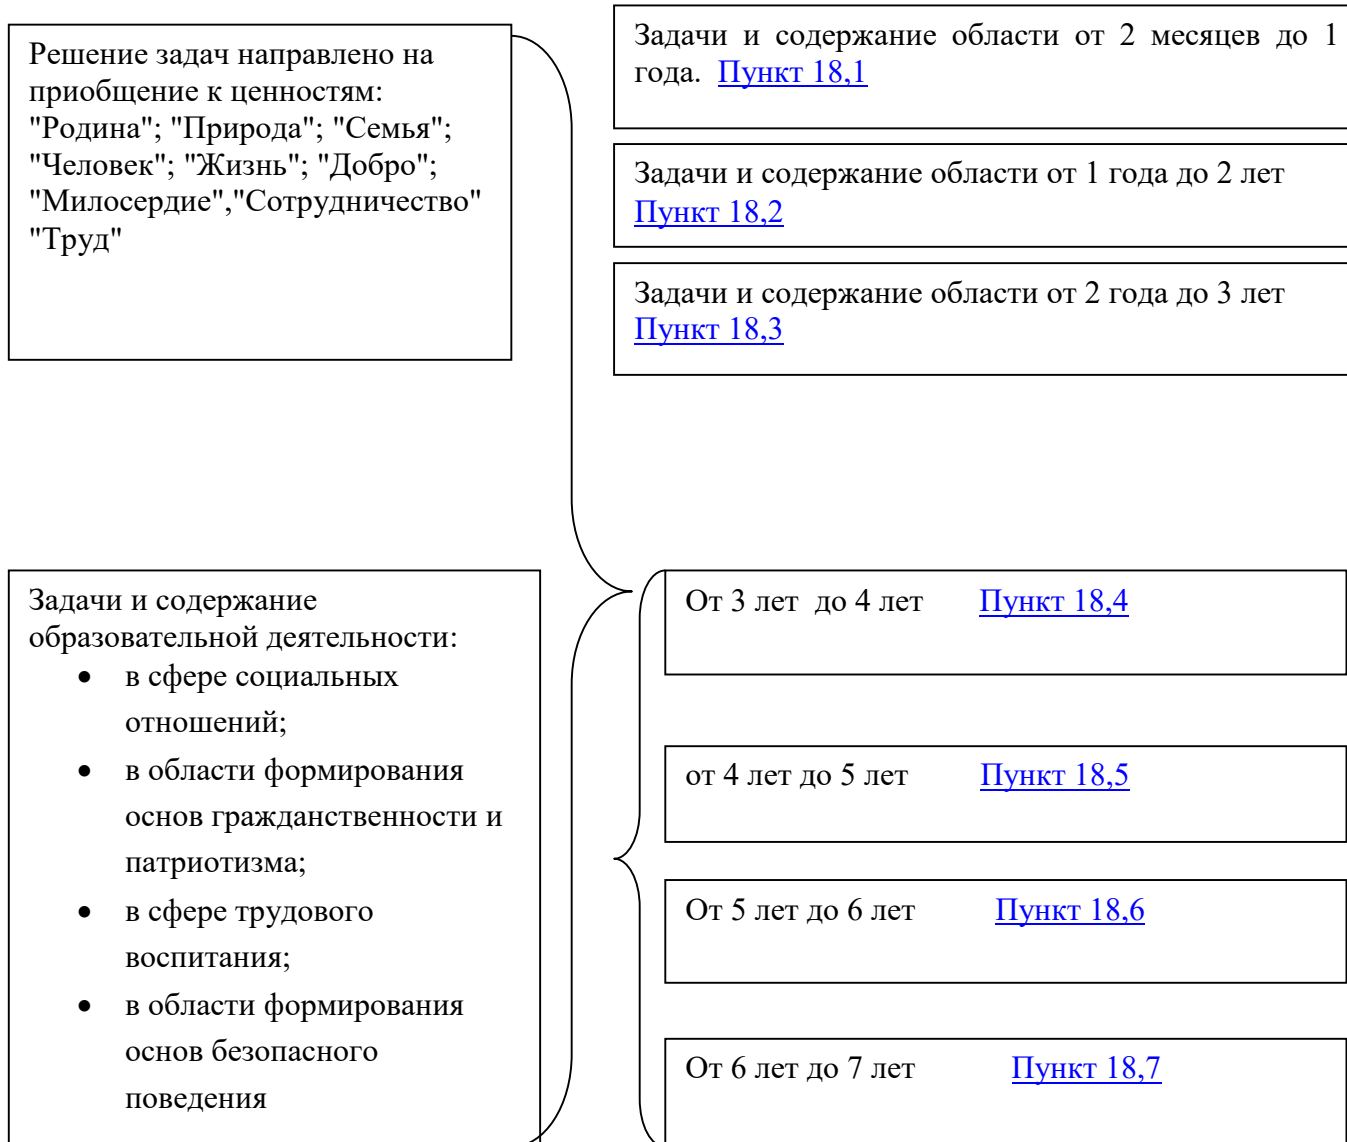 Решение задач направлено на
приобщение к ценностям:
"Родина"; "Природа"; "Семья";
"Человек"; "Жизнь"; "Добро";
"Милосердие","Сотрудничество"
"Труд"
Задачи и содержание области от 2 месяцев до 1
года. Пункт 18,1
Задачи и содержание области от 1 года до 2 лет
Пункт 18,2
Задачи и содержание области от 2 года до 3 лет
Пункт 18,3
Задачи и содержание
образовательной деятельности:
• в сфере социальных
отношений;
• в области формирования
основ гражданственности и
патриотизма;
• в сфере трудового
воспитания;
• в области формирования
основ безопасного
поведения
От 3 лет до 4 лет Пункт 18,4
от 4 лет до 5 лет Пункт 18,5
От 5 лет до 6 лет Пункт 18,6
От 6 лет до 7 лет Пункт 18,7